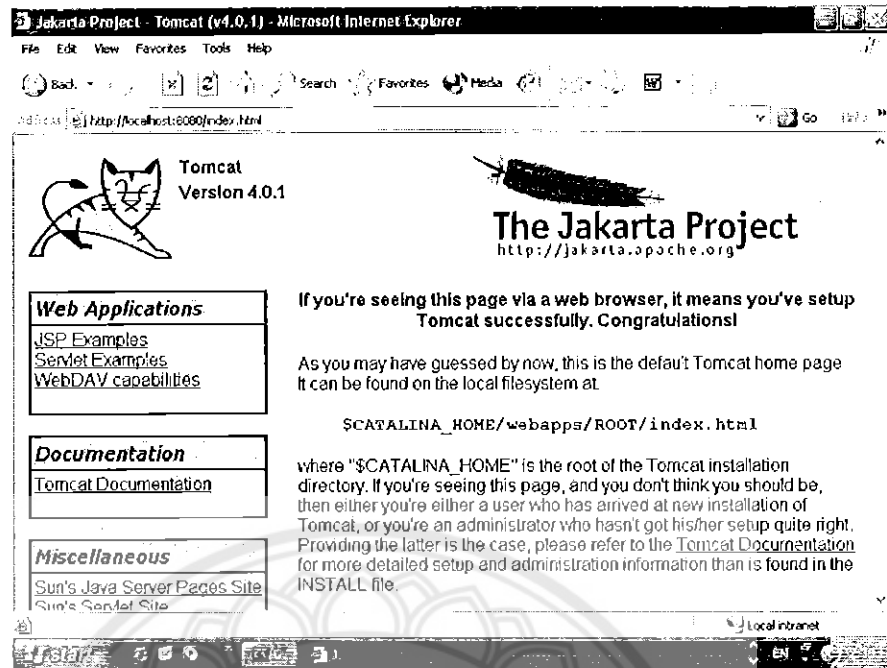 Jakarta Project - Tomcat (v4.0.1) - Microsoft Internet Explorer
File Edit View Favorites Tools Help
Back Search Favorites Media
Address http://localhost:8080/index.html Go
Tomcat
Version 4.0.1
The Jakarta Project
http://jakarta.apache.org
Web Applications
JSP Examples
Servlet Examples
WebDAV capabilities
Documentation
Tomcat Documentation
Miscellaneous
Sun's Java Server Pages Site
Sun's Servlet Site
If you're seeing this page via a web browser, it means you've setup
Tomcat successfully. Congratulations!
As you may have guessed by now, this is the default Tomcat home page
It can be found on the local filesystem at
$CATALINA_HOME/webapps/ROOT/index.html
where "$CATALINA_HOME" is the root of the Tomcat installation
directory. If you're seeing this page, and you don't think you should be,
then either you're either a user who has arrived at new installation of
Tomcat, or you're an administrator who hasn't got his/her setup quite right.
Providing the latter is the case, please refer to the Tomcat Documentation
for more detailed setup and administration information than is found in the
INSTALL file.
Local intranet
EN